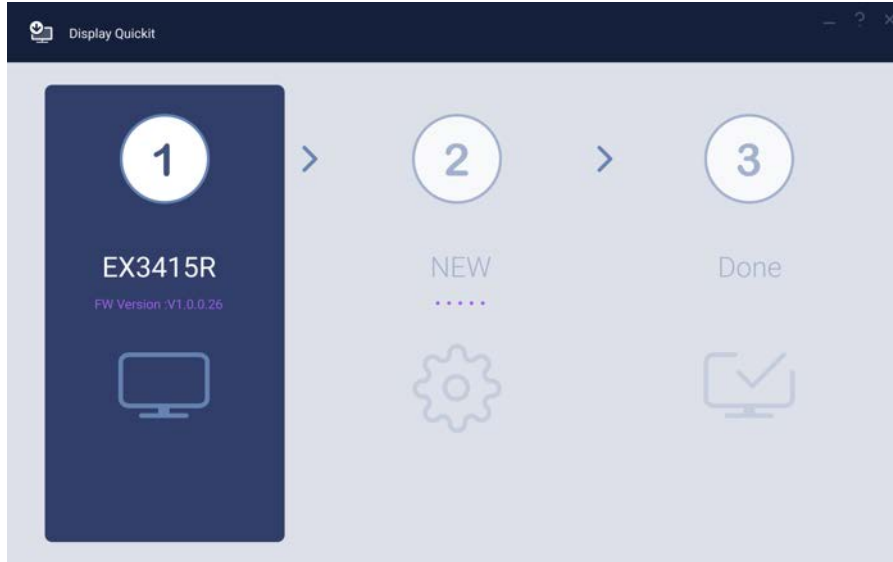 Display Quickit
1
2
3
EX3415R
NEW
Done
FW Version :V1.0.0.26